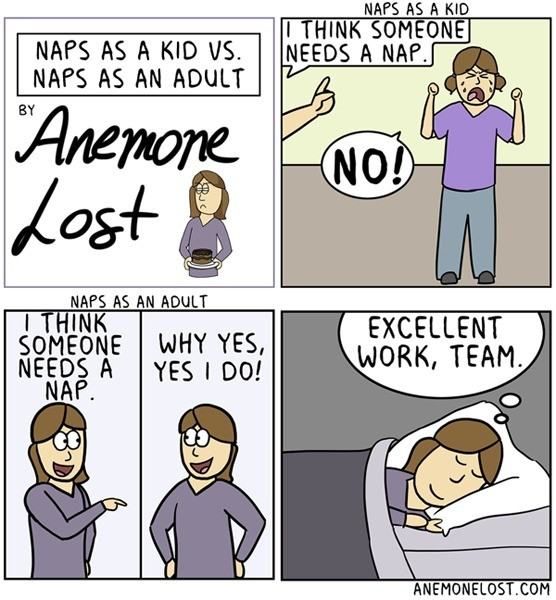 NAPS AS A KID VS.
NAPS AS AN ADULT
BY
Anemone
Lost
NAPS AS A KID
I THINK SOMEONE
NEEDS A NAP.
NO!
NAPS AS AN ADULT
I THINK
SOMEONE
NEEDS A
NAP.
WHY YES,
YES I DO!
EXCELLENT
WORK, TEAM.
ANEMONELOST.COM